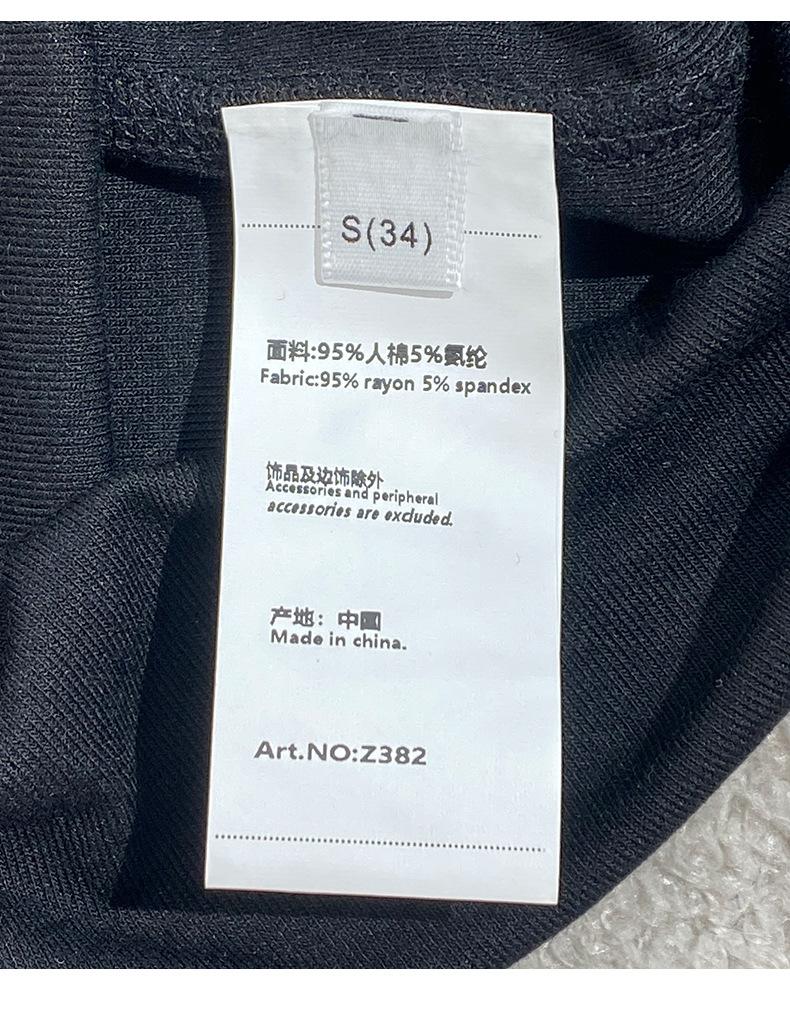 S(34)
面料:95%人棉5%氨纶
Fabric:95% rayon 5% spandex
饰品及边饰除外
Accessories and peripheral
accessories are excluded.
产地：中国
Made in china.
Art.NO:Z382